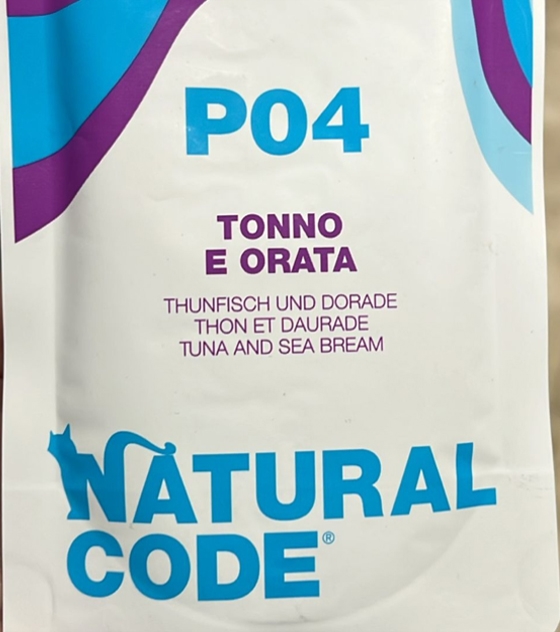 P04
TONNO
E ORATA
THUNFISCH UND DORADE
THON ET DAURADE
TUNA AND SEA BREAM
NATURAL
CODE®